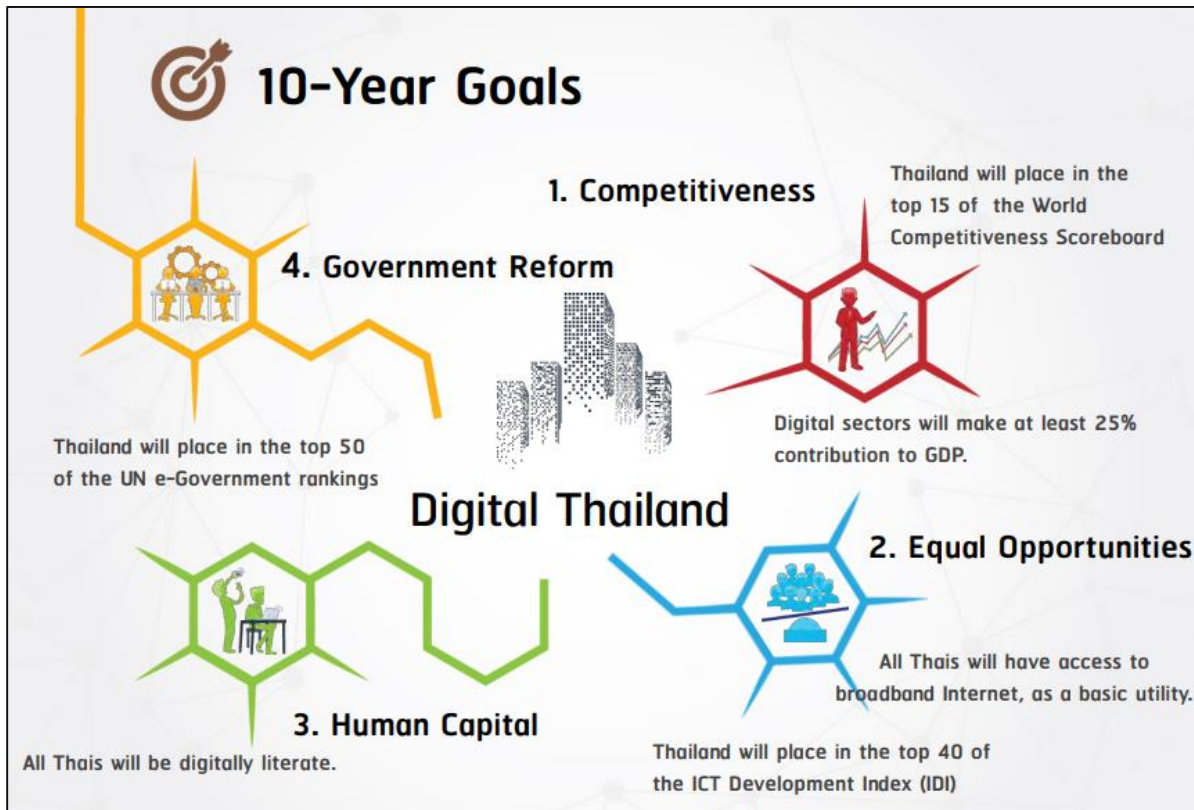 10-Year Goals
1. Competitiveness
Thailand will place in the
top 15 of the World
Competitiveness Scoreboard
Digital sectors will make at least 25%
contribution to GDP.
2. Equal Opportunities
All Thais will have access to
broadband Internet, as a basic utility.
Thailand will place in the top 40 of
the ICT Development Index (IDI)
3. Human Capital
All Thais will be digitally literate.
4. Government Reform
Thailand will place in the top 50
of the UN e-Government rankings
Digital Thailand